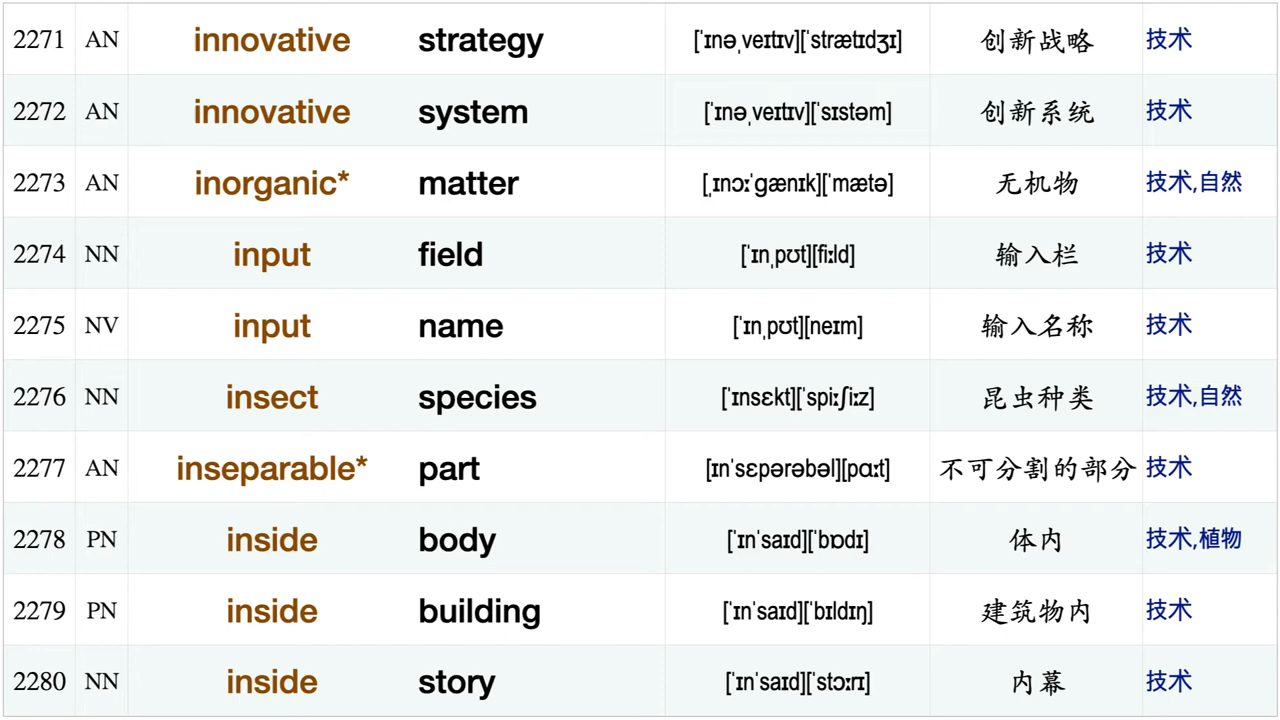 2271 AN innovative strategy [ˈɪnəˌveɪtɪv][ˈstrætɪdʒɪ] 创新战略 技术
2272 AN innovative system [ˈɪnəˌveɪtɪv][ˈsɪstəm] 创新系统 技术
2273 AN inorganic* matter [ˌɪnɔːˈɡænɪk][ˈmætə] 无机物 技术,自然
2274 NN input field [ˈɪnˌpʊt][fiːld] 输入栏 技术
2275 NV input name [ˈɪnˌpʊt][neɪm] 输入名称 技术
2276 NN insect species [ˈɪnsɛkt][ˈspiːʃiːz] 昆虫种类 技术,自然
2277 AN inseparable* part [ɪnˈsɛpərəbəl][pɑːt] 不可分割的部分 技术
2278 PN inside body [ˈɪnˈsaɪd][ˈbɒdɪ] 体内 技术,植物
2279 PN inside building [ˈɪnˈsaɪd][ˈbɪldɪŋ] 建筑物内 技术
2280 NN inside story [ˈɪnˈsaɪd][ˈstɔːrɪ] 内幕 技术